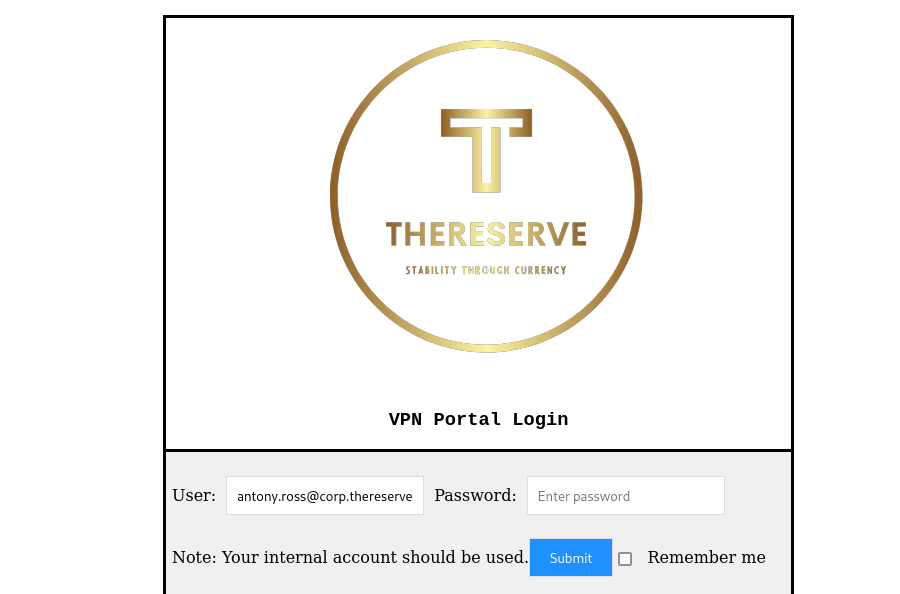 T
THERESERVE
STABILITY THROUGH CURRENCY
VPN Portal Login
User: antony.ross@corp.thereserve Password: Enter password
Note: Your internal account should be used. Submit Remember me